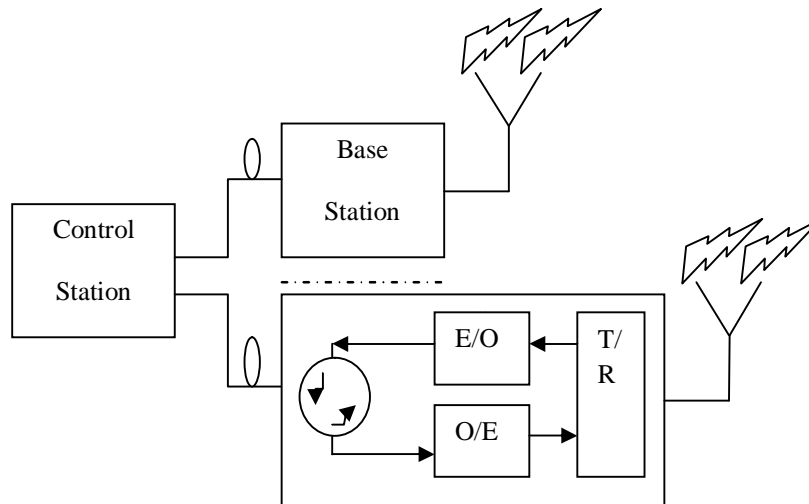 Base
Station
Control
Station
E/O
T/
R
O/E